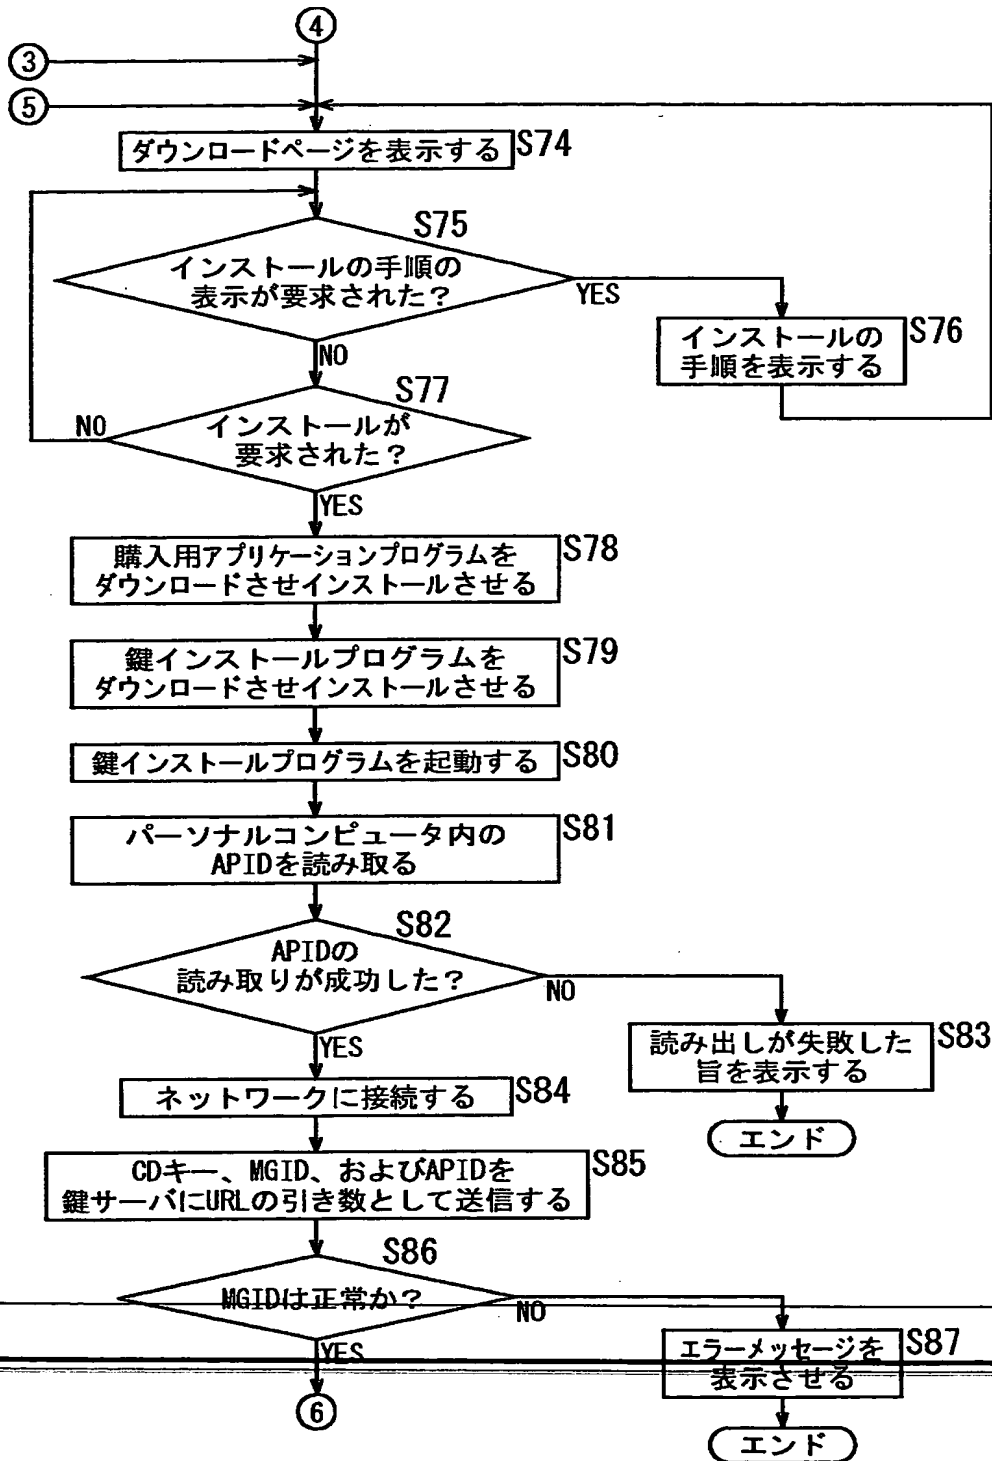 ④
③
⑤
ダウンロードページを表示する
S74
S75
インストールの手順の
表示が要求された？
YES
NO
インストールの
手順を表示する
S76
S77
インストールが
要求された？
NO
YES
購入用アプリケーションプログラムを
ダウンロードさせインストールさせる
S78
鍵インストールプログラムを
ダウンロードさせインストールさせる
S79
鍵インストールプログラムを起動する
S80
パーソナルコンピュータ内の
APIDを読み取る
S81
S82
APIDの
読み取りが成功した？
NO
YES
読み出しが失敗した
旨を表示する
S83
エンド
ネットワークに接続する
S84
CDキー、MGID、およびAPIDを
鍵サーバにURLの引き数として送信する
S85
S86
MGIDは正常か？
NO
YES
エラーメッセージを
表示させる
S87
⑥
エンド